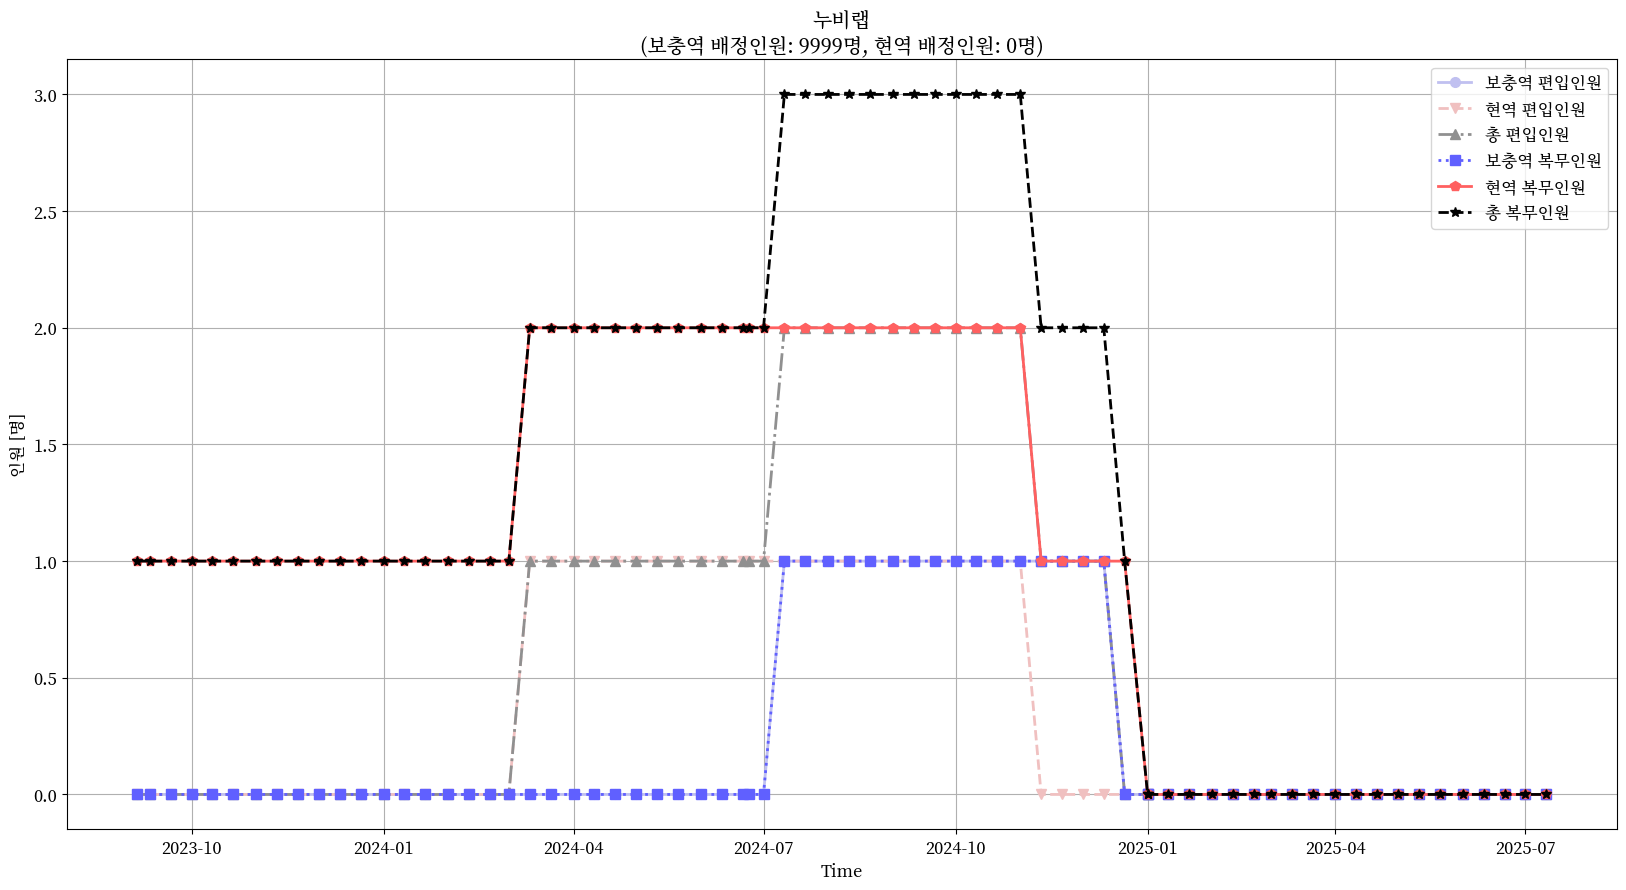 누비랩
(보충역 배정인원: 9999명, 현역 배정인원: 0명)
보충역 편입인원
현역 편입인원
총 편입인원
보충역 복무인원
현역 복무인원
총 복무인원
인원 [명]
3.0
2.5
2.0
1.5
1.0
0.5
0.0
2023-10
2024-01
2024-04
2024-07
2024-10
2025-01
2025-04
2025-07
Time